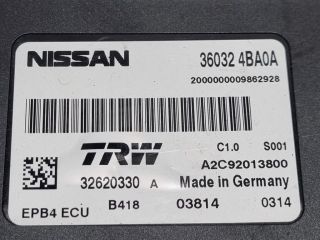 NISSAN 36032 4BA0A
2000000009862928
C1.0 S001
TRW A2C92013800
32620330 A Made in Germany
EPB4 ECU B418 03814 0314